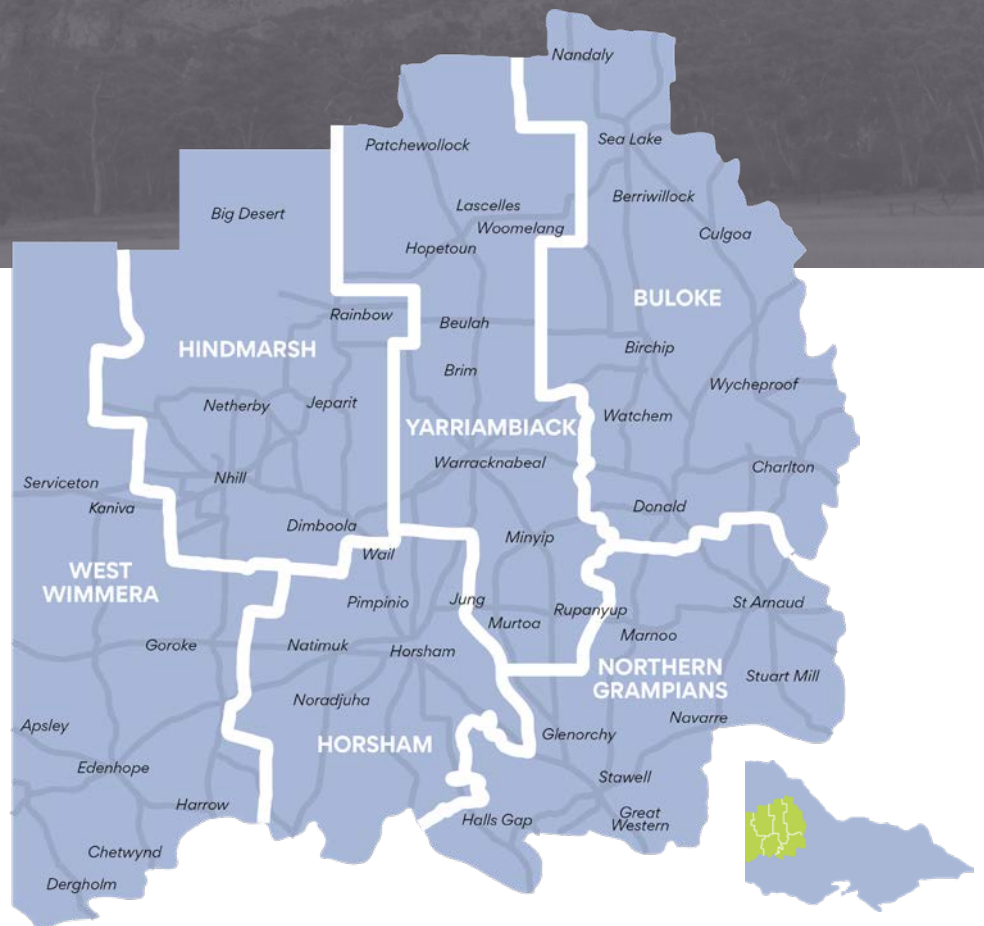 Nandaly
Sea Lake
Patchewollock
Berriwillock
Lascelles
Big Desert
Woomelang
Culgoa
Hopetoun
BULOKE
Rainbow
Beulah
HINDMARSH
Birchip
Brim
Wycheproof
Netherby
Jeparit
Watchem
YARRIAMBIACK
Warracknabeal
Charlton
Nhill
Serviceton
Kaniva
Donald
Dimboola
Minyip
Wail
WEST
WIMMERA
Pimpinio
Jung
Rupanyup
St Arnaud
Murtoa
Marnoo
Goroke
Natimuk
Horsham
NORTHERN
GRAMPIANS
Stuart Mill
Noradjuha
Navarre
Apsley
Glenorchy
HORSHAM
Edenhope
Stawell
Harrow
Great
Western
Halls Gap
Chetwynd
Dergholm